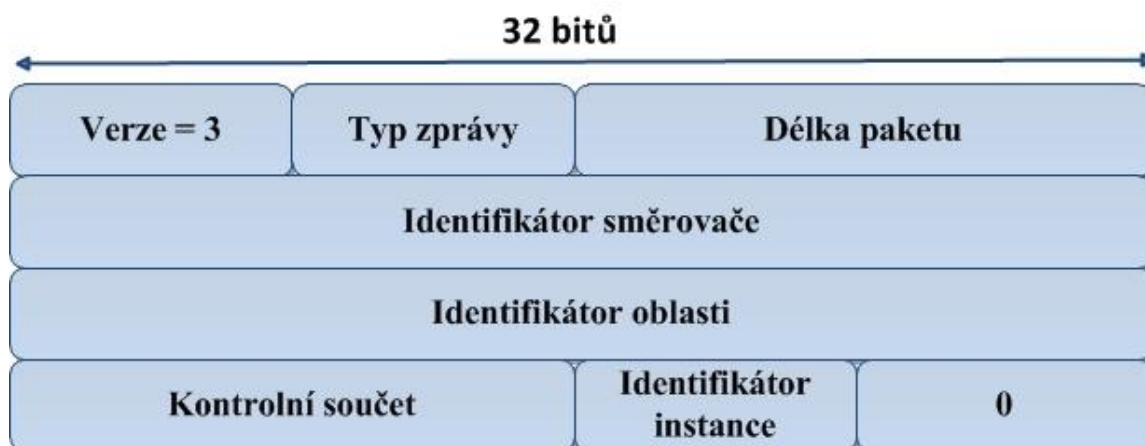 32 bitů
Verze = 3
Typ zprávy
Délka paketu
Identifikátor směrovače
Identifikátor oblasti
Kontrolní součet
Identifikátor
instance
0